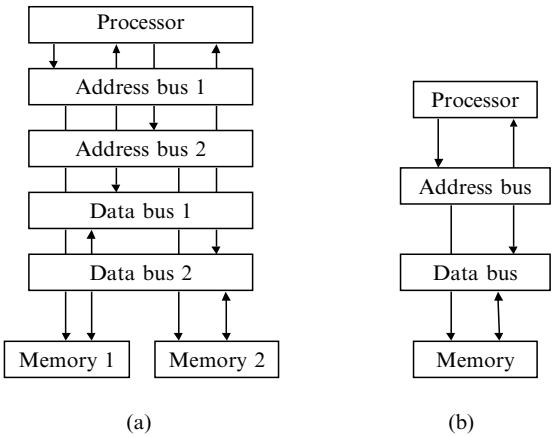 Processor
Address bus 1
Address bus 2
Data bus 1
Data bus 2
Memory 1 Memory 2
(a)
Processor
Address bus
Data bus
Memory
(b)